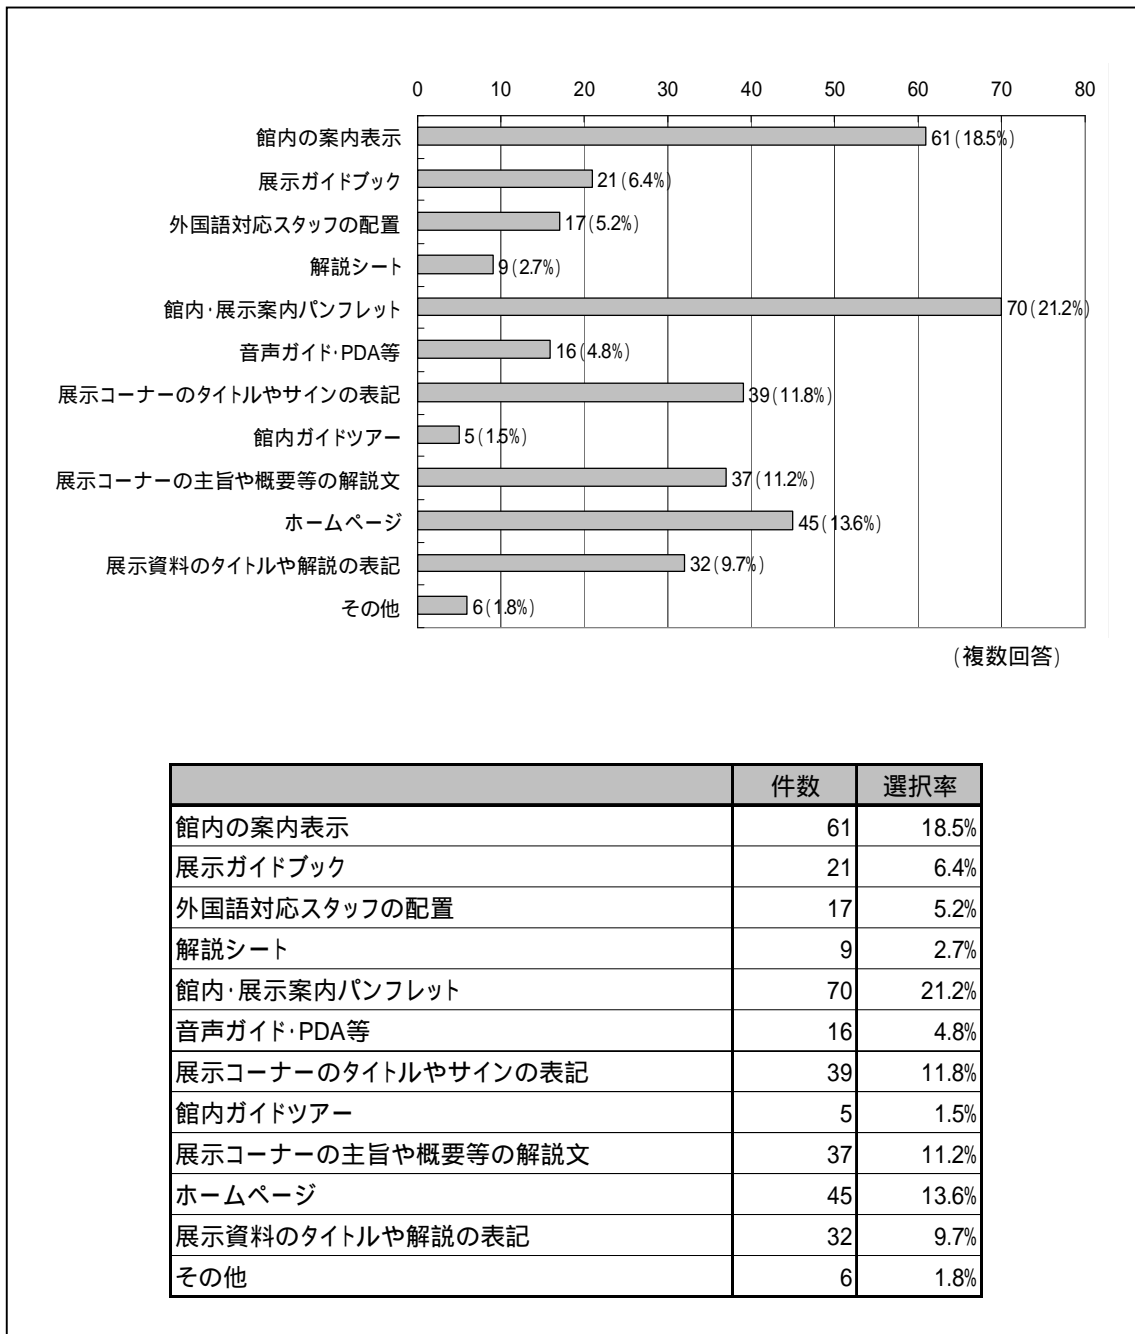 0 10 20 30 40 50 60 70 80
館内の案内表示 61(18.5%)
展示ガイドブック 21(6.4%)
外国語対応スタッフの配置 17(5.2%)
解説シート 9(2.7%)
館内・展示案内パンフレット 70(21.2%)
音声ガイド・PDA等 16(4.8%)
展示コーナーのタイトルやサインの表記 39(11.8%)
館内ガイドツアー 5(1.5%)
展示コーナーの主旨や概要等の解説文 37(11.2%)
ホームページ 45(13.6%)
展示資料のタイトルや解説の表記 32(9.7%)
その他 6(1.8%)
(複数回答)
件数 選択率
館内の案内表示 61 18.5%
展示ガイドブック 21 6.4%
外国語対応スタッフの配置 17 5.2%
解説シート 9 2.7%
館内・展示案内パンフレット 70 21.2%
音声ガイド・PDA等 16 4.8%
展示コーナーのタイトルやサインの表記 39 11.8%
館内ガイドツアー 5 1.5%
展示コーナーの主旨や概要等の解説文 37 11.2%
ホームページ 45 13.6%
展示資料のタイトルや解説の表記 32 9.7%
その他 6 1.8%